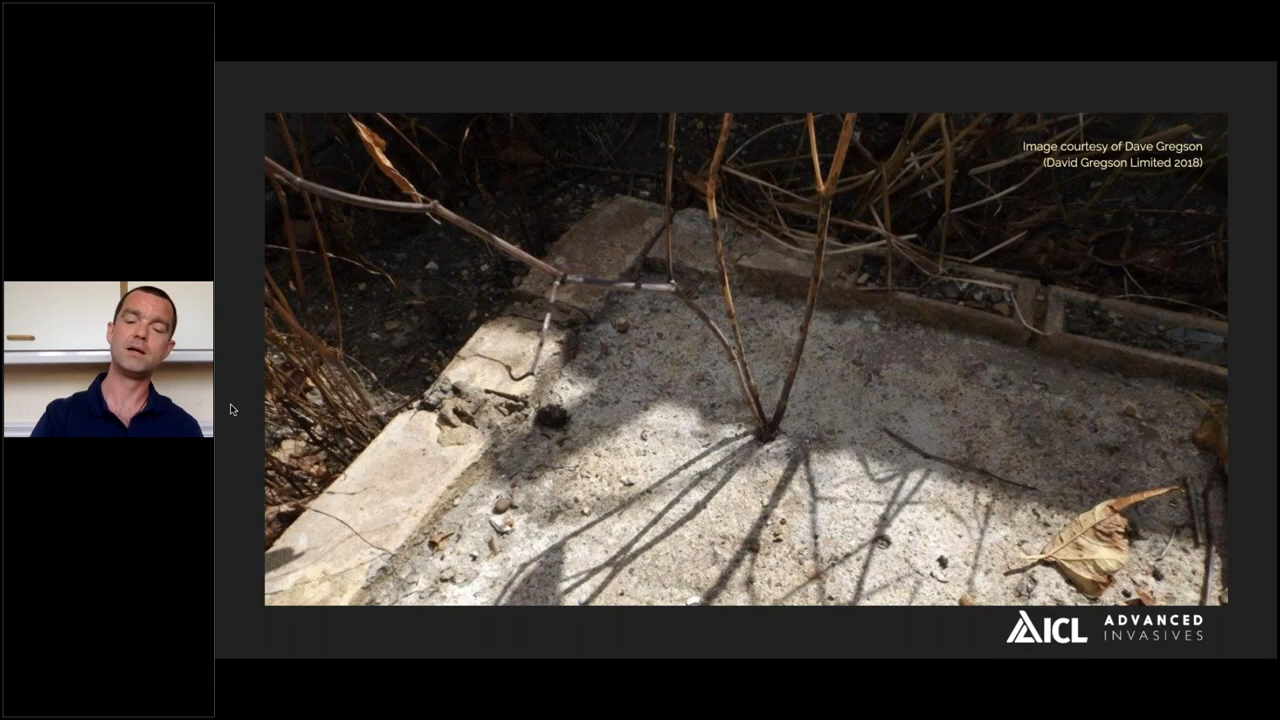 Image courtesy of Dave Gregson
(David Gregson Limited 2018)
AICL ADVANCED
INVASIVES